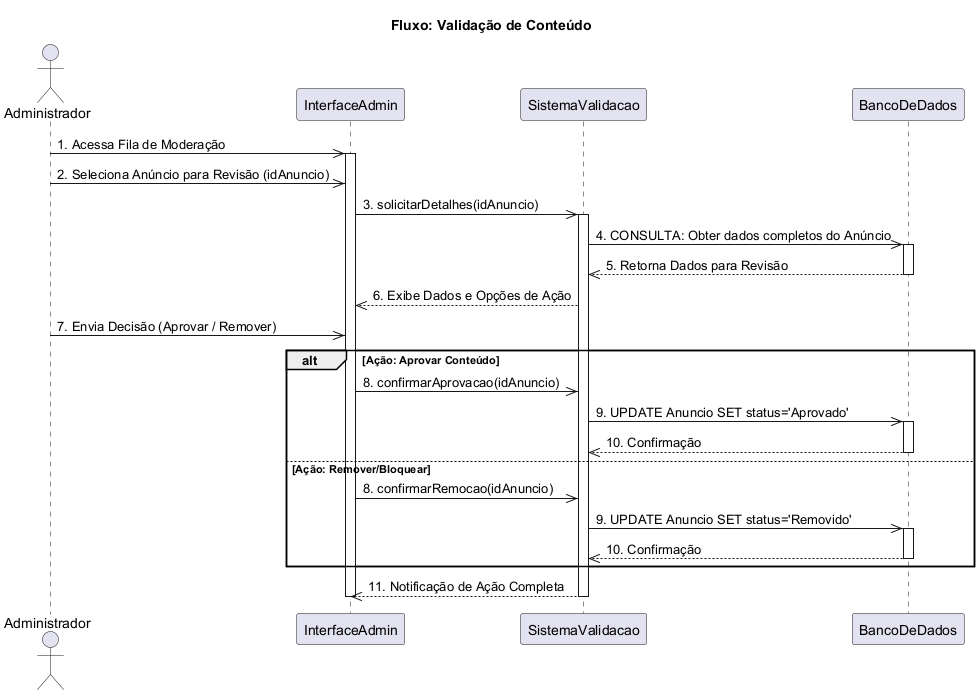 Fluxo: Validação de Conteúdo
Administrador
InterfaceAdmin
SistemaValidacao
BancoDeDados
1. Acessa Fila de Moderação
2. Seleciona Anúncio para Revisão (idAnuncio)
3. solicitarDetalhes(idAnuncio)
4. CONSULTA: Obter dados completos do Anúncio
5. Retorna Dados para Revisão
6. Exibe Dados e Opções de Ação
7. Envia Decisão (Aprovar / Remover)
alt [Ação: Aprovar Conteúdo]
8. confirmarAprovacao(idAnuncio)
9. UPDATE Anuncio SET status='Aprovado'
10. Confirmação
[Ação: Remover/Bloquear]
8. confirmarRemocao(idAnuncio)
9. UPDATE Anuncio SET status='Removido'
10. Confirmação
11. Notificação de Ação Completa
Administrador
InterfaceAdmin
SistemaValidacao
BancoDeDados